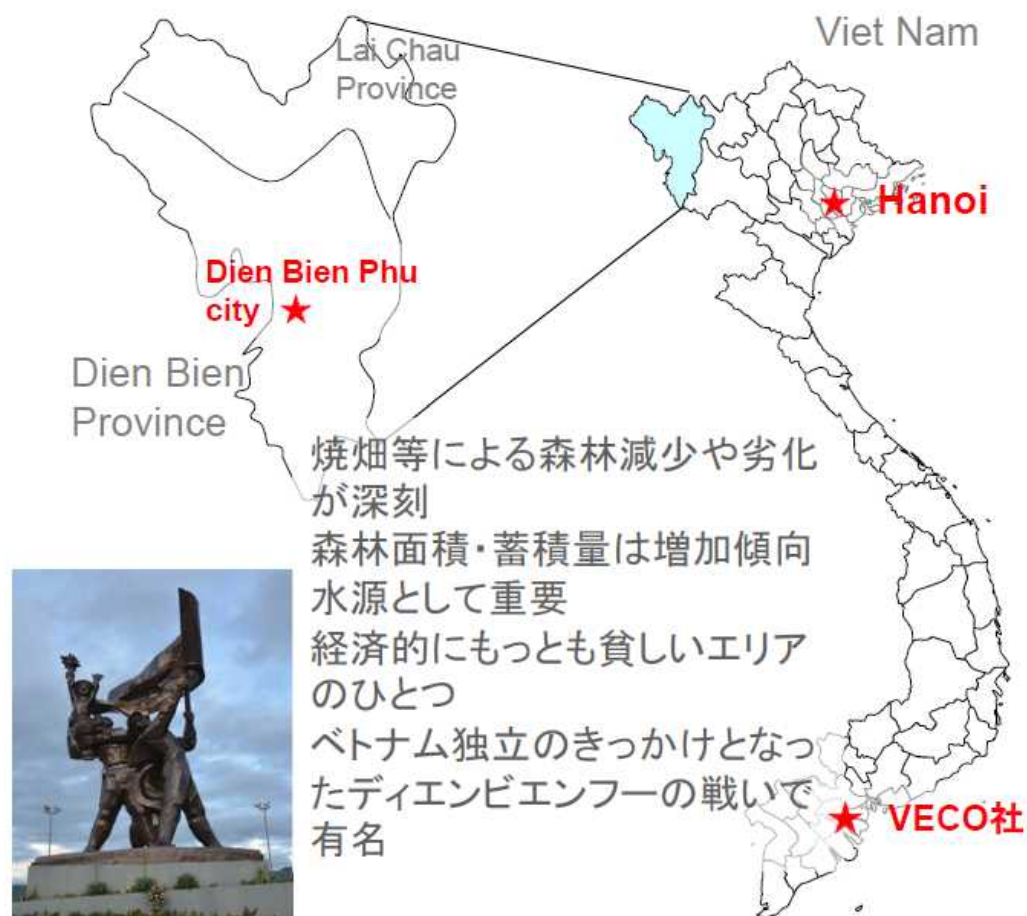 Viet Nam
Lai Chau
Province
Hanoi
Dien Bien Phu
city
Dien Bien
Province
焼畑等による森林減少や劣化
が深刻
森林面積・蓄積量は増加傾向
水源として重要
経済的にもっとも貧しいエリア
のひとつ
ベトナム独立のきっかけとなっ
たディエンビエンフーの戦いで
有名
VECO社